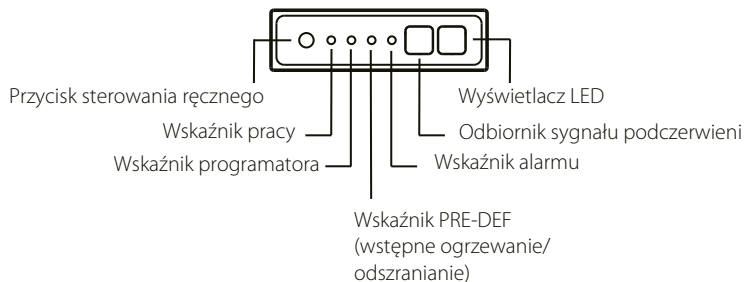 Przycisk sterowania ręcznego
Wyświetlacz LED
Wskaźnik pracy
Odbiornik sygnału podczerwieni
Wskaźnik programatora
Wskaźnik alarmu
Wskaźnik PRE-DEF
(wstępne ogrzewanie/
odszranianie)